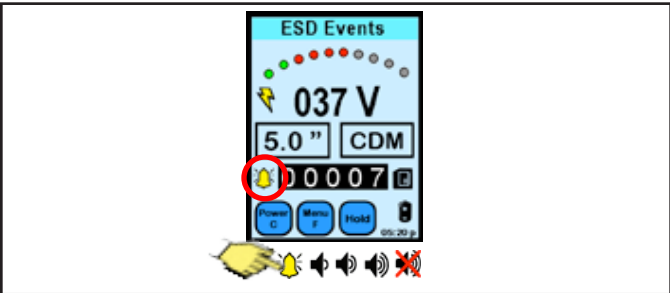 ESD Events
037 V
5.0 " CDM
00007
Power Menu Hold
C F
05:20 p